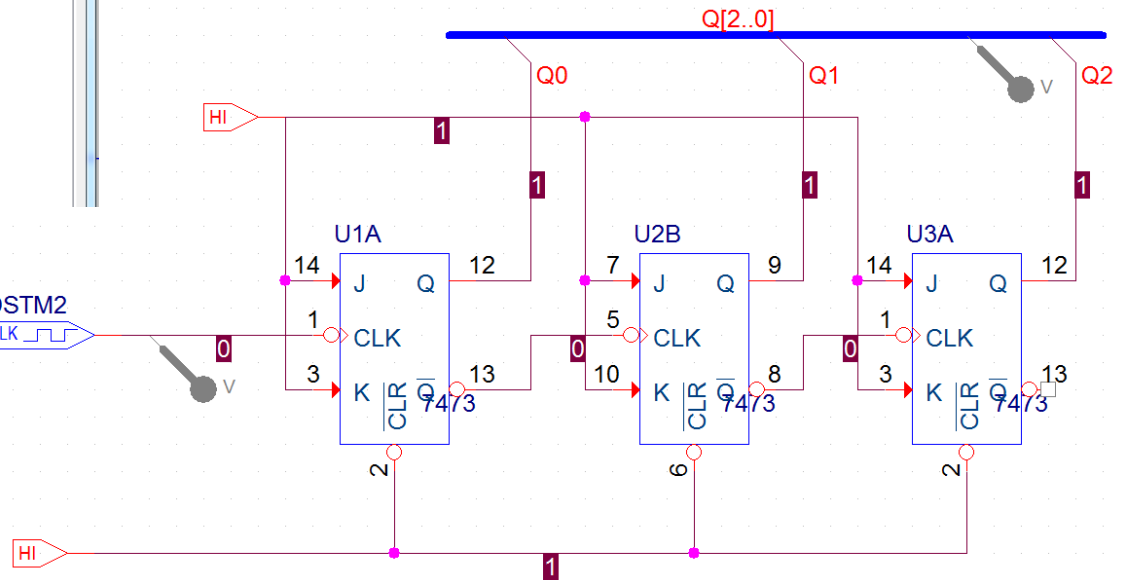 Q[2..0]
Q0
Q1
V
Q2
HI
1
1
1
1
U1A
U2B
U3A
14
J
Q
12
7
J
Q
9
14
J
Q
12
DSTM2
CLK
0
1
CLK
0
5
CLK
0
1
CLK
V
3
K
CLR
Q
13
7473
10
K
CLR
Q
8
7473
3
K
CLR
Q
13
7473
2
6
2
HI
1